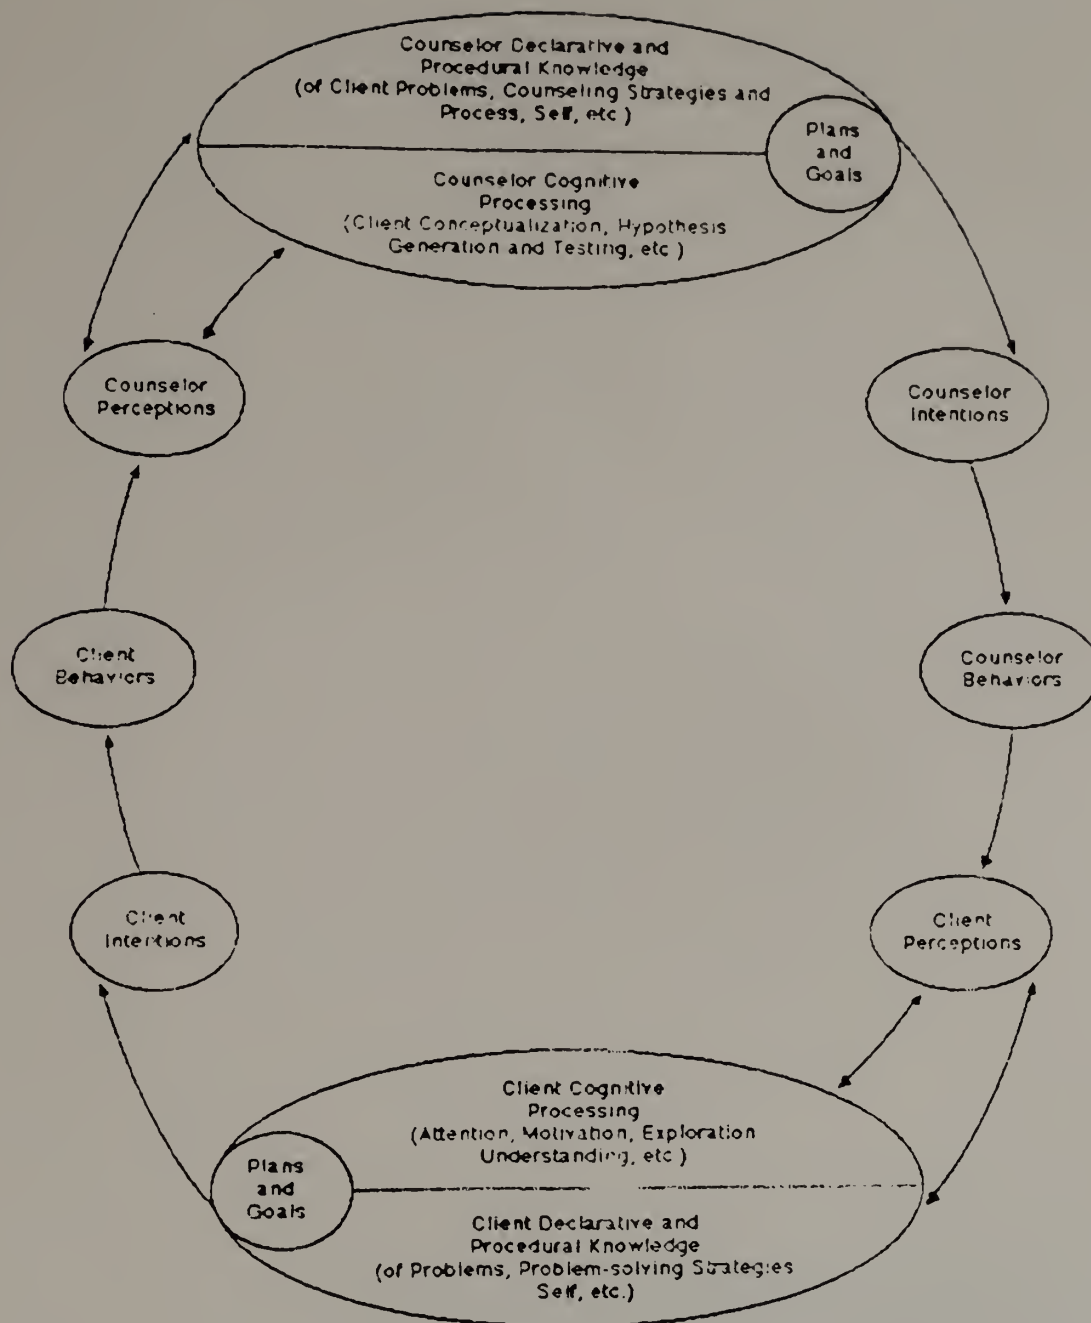 Counselor Declarative and
Procedural Knowledge
(of Client Problems, Counseling Strategies and
Process, Self, etc.)
Plans
and
Goals
Counselor Cognitive
Processing
(Client Conceptualization, Hypothesis
Generation and Testing, etc.)
Counselor
Perceptions
Counselor
Intentions
Client
Behaviors
Counselor
Behaviors
Client
Intentions
Client
Perceptions
Client Cognitive
Processing
(Attention, Motivation, Exploration
Understanding, etc.)
Plans
and
Goals
Client Declarative and
Procedural Knowledge
(of Problems, Problem-solving Strategies
Self, etc.)